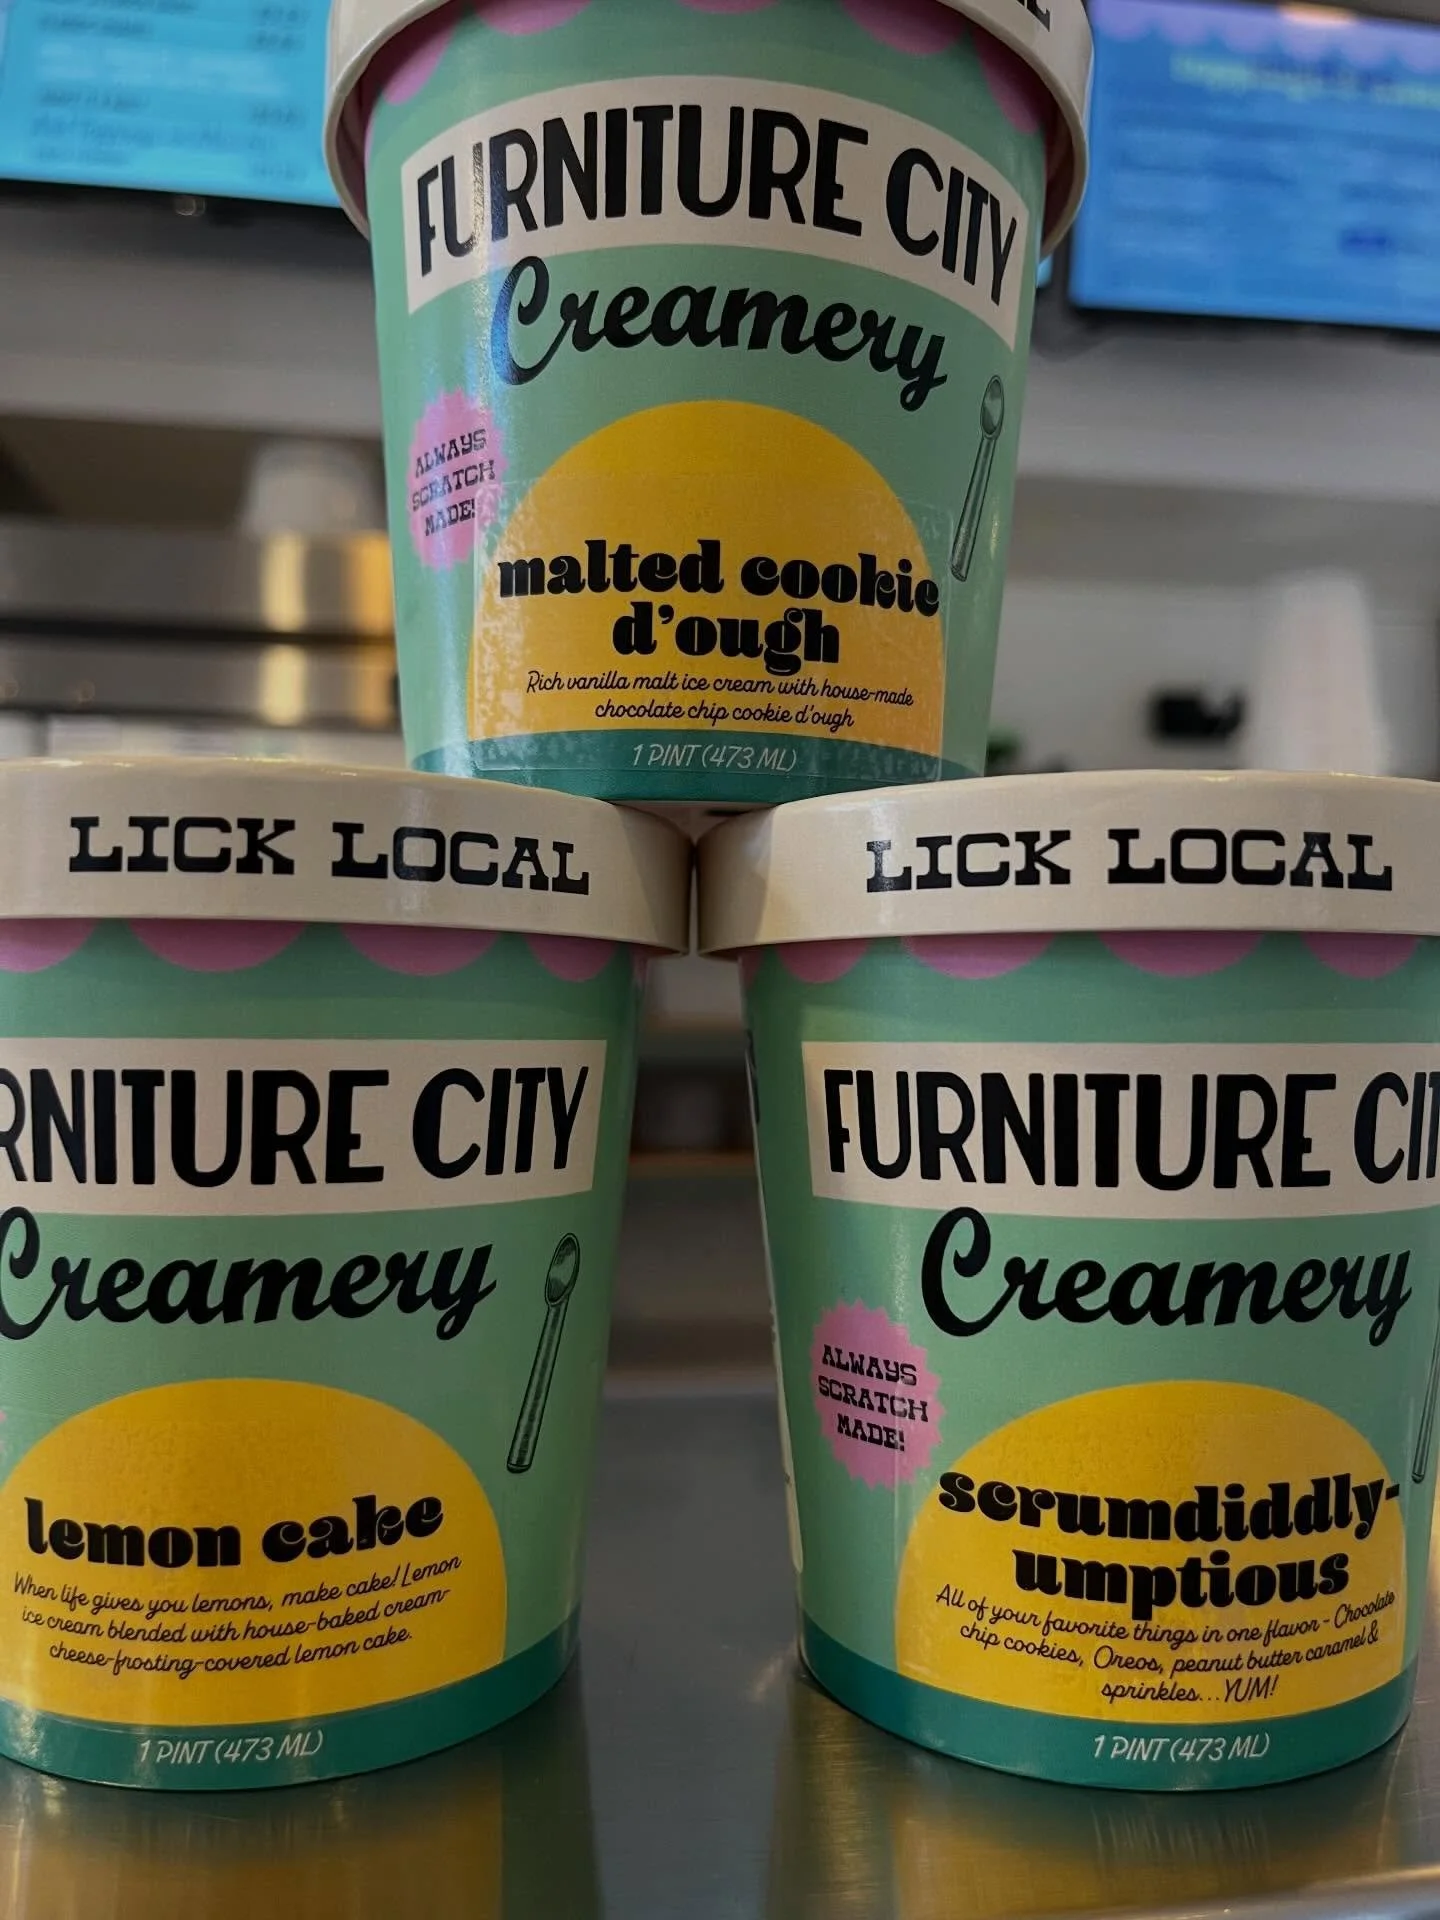 FURNITURE CITY
Creamery
ALWAYS
SCRATCH
MADE!
malted cookie
d'ough
Rich vanilla malt ice cream with house-made
chocolate chip cookie d'ough
1 PINT (473 ML)
LICK LOCAL
RNITURE CITY
Creamery
lemon cake
When life gives you lemons, make cake! Lemon
ice cream blended with house-baked cream-
cheese-frosting-covered lemon cake.
1 PINT (473 ML)
LICK LOCAL
FURNITURE CIT
Creamery
ALWAYS
SCRATCH
MADE!
scrumdiddly-
umptious
All of your favorite things in one flavor - Chocolate
chip cookies, Oreos, peanut butter caramel &
sprinkles...YUM!
1 PINT (473 ML)